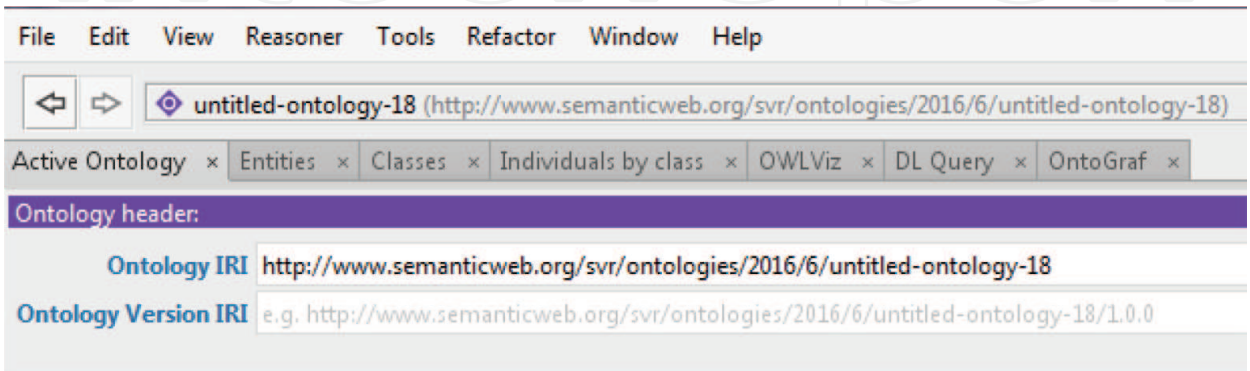 File Edit View Reasoner Tools Refactor Window Help
untitled-ontology-18 (http://www.semanticweb.org/svr/ontologies/2016/6/untitled-ontology-18)
Active Ontology × Entities × Classes × Individuals by class × OWLViz × DL Query × OntoGraf ×
Ontology header:
Ontology IRI http://www.semanticweb.org/svr/ontologies/2016/6/untitled-ontology-18
Ontology Version IRI e.g. http://www.semanticweb.org/svr/ontologies/2016/6/untitled-ontology-18/1.0.0